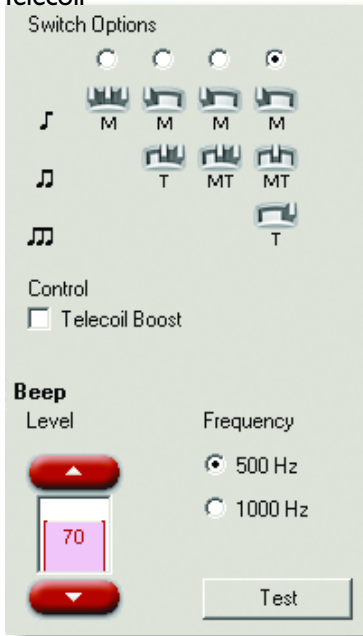 Telecoil
Switch Options
M M M M
T MT MT
T
Control
Telecoil Boost
Beep
Level Frequency
500 Hz
70
1000 Hz
Test